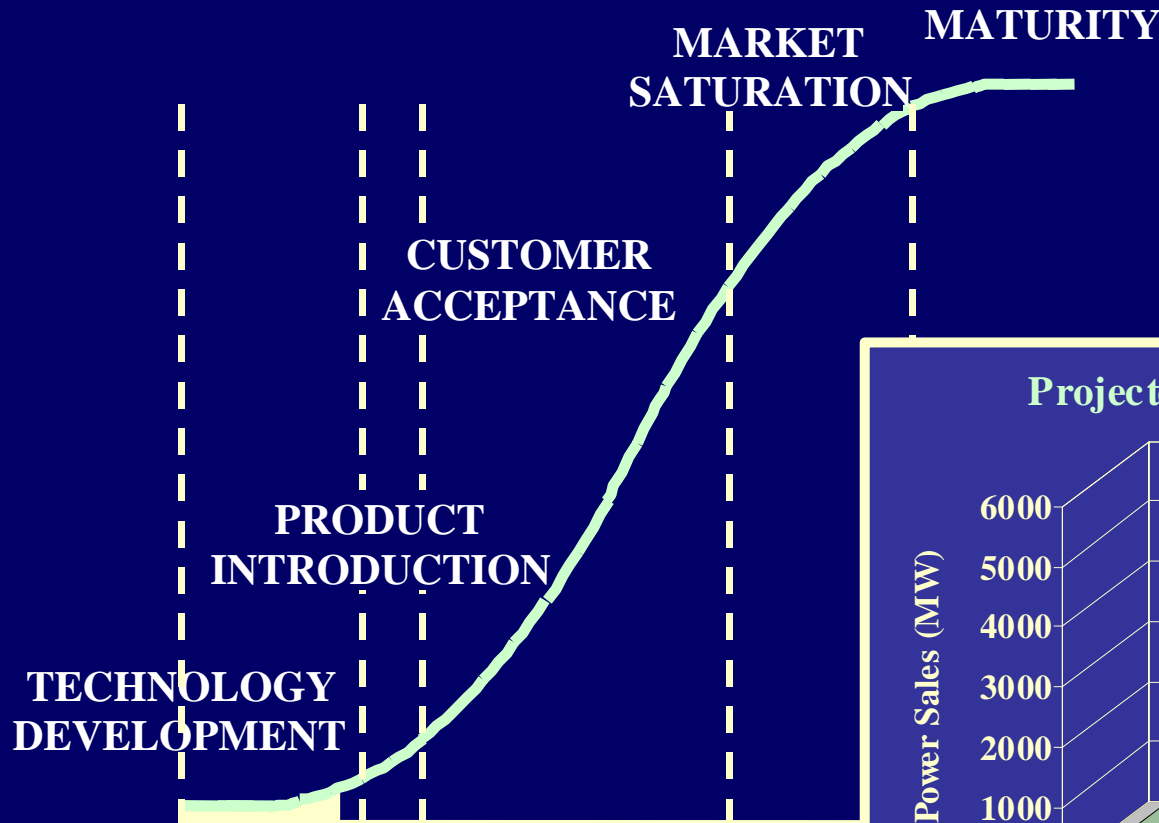 MATURITY
MARKET
SATURATION
CUSTOMER
ACCEPTANCE
PRODUCT
INTRODUCTION
TECHNOLOGY
DEVELOPMENT
Project
6000
5000
4000
3000
2000
1000
Power Sales (MW)